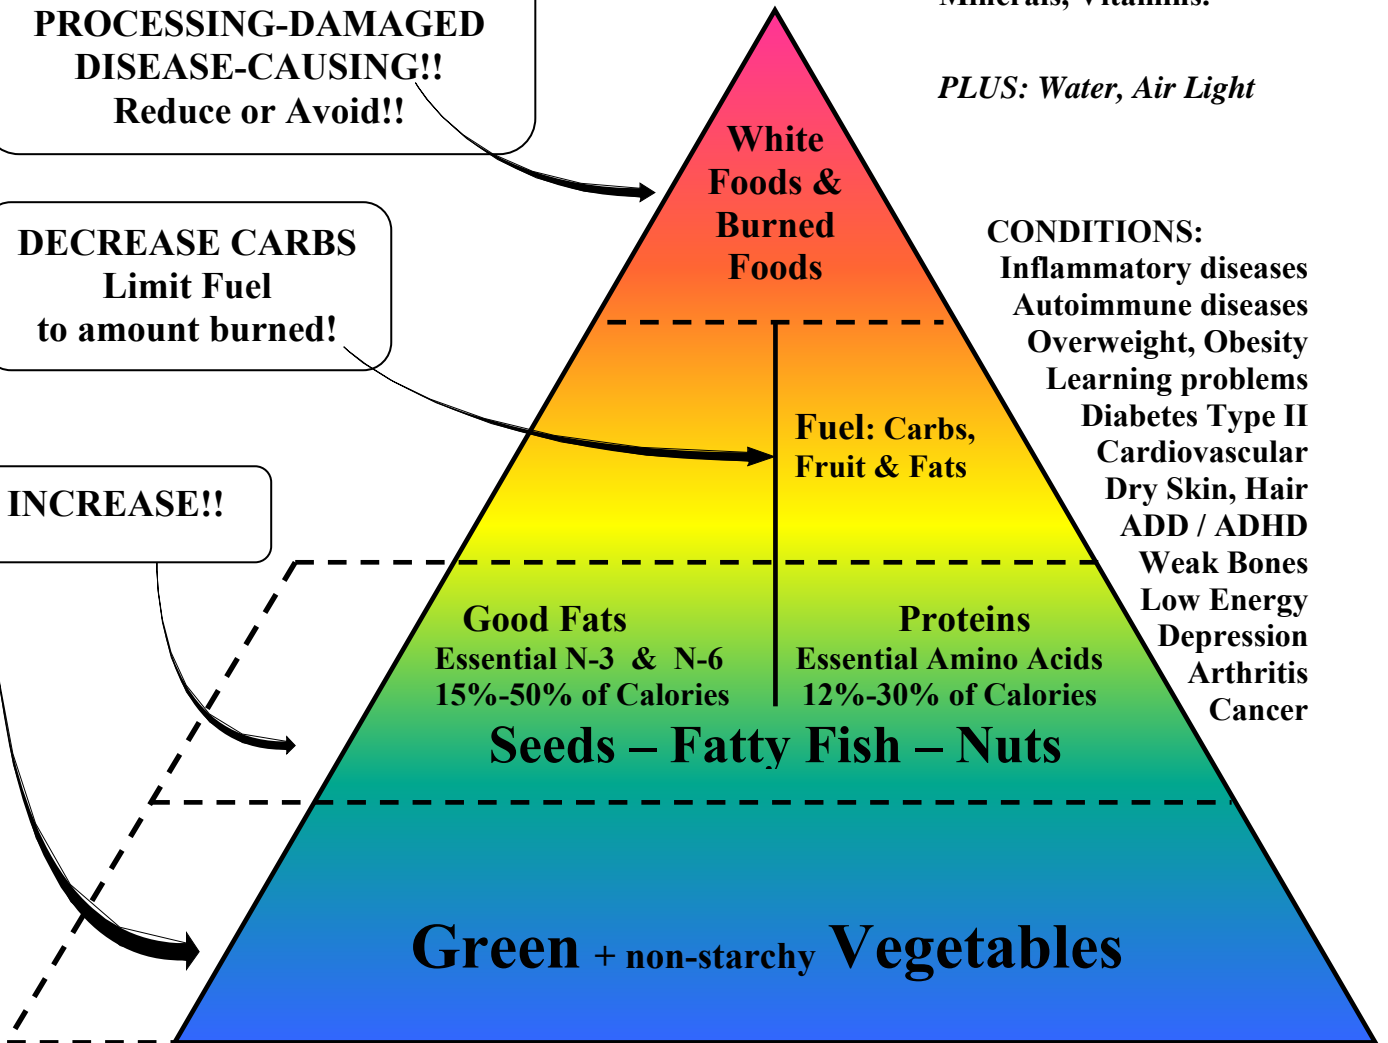 PROCESSING-DAMAGED
DISEASE-CAUSING!!
Reduce or Avoid!!
Minerals, Vitamins.
PLUS: Water, Air Light
White
Foods &
Burned
Foods
DECREASE CARBS
Limit Fuel
to amount burned!
CONDITIONS:
Inflammatory diseases
Autoimmune diseases
Overweight, Obesity
Learning problems
Diabetes Type II
Cardiovascular
Dry Skin, Hair
ADD / ADHD
Weak Bones
Low Energy
Depression
Arthritis
Cancer
Fuel: Carbs,
Fruit & Fats
INCREASE!!
Good Fats
Essential N-3 & N-6
15%-50% of Calories
Proteins
Essential Amino Acids
12%-30% of Calories
Seeds – Fatty Fish – Nuts
Green + non-starchy Vegetables